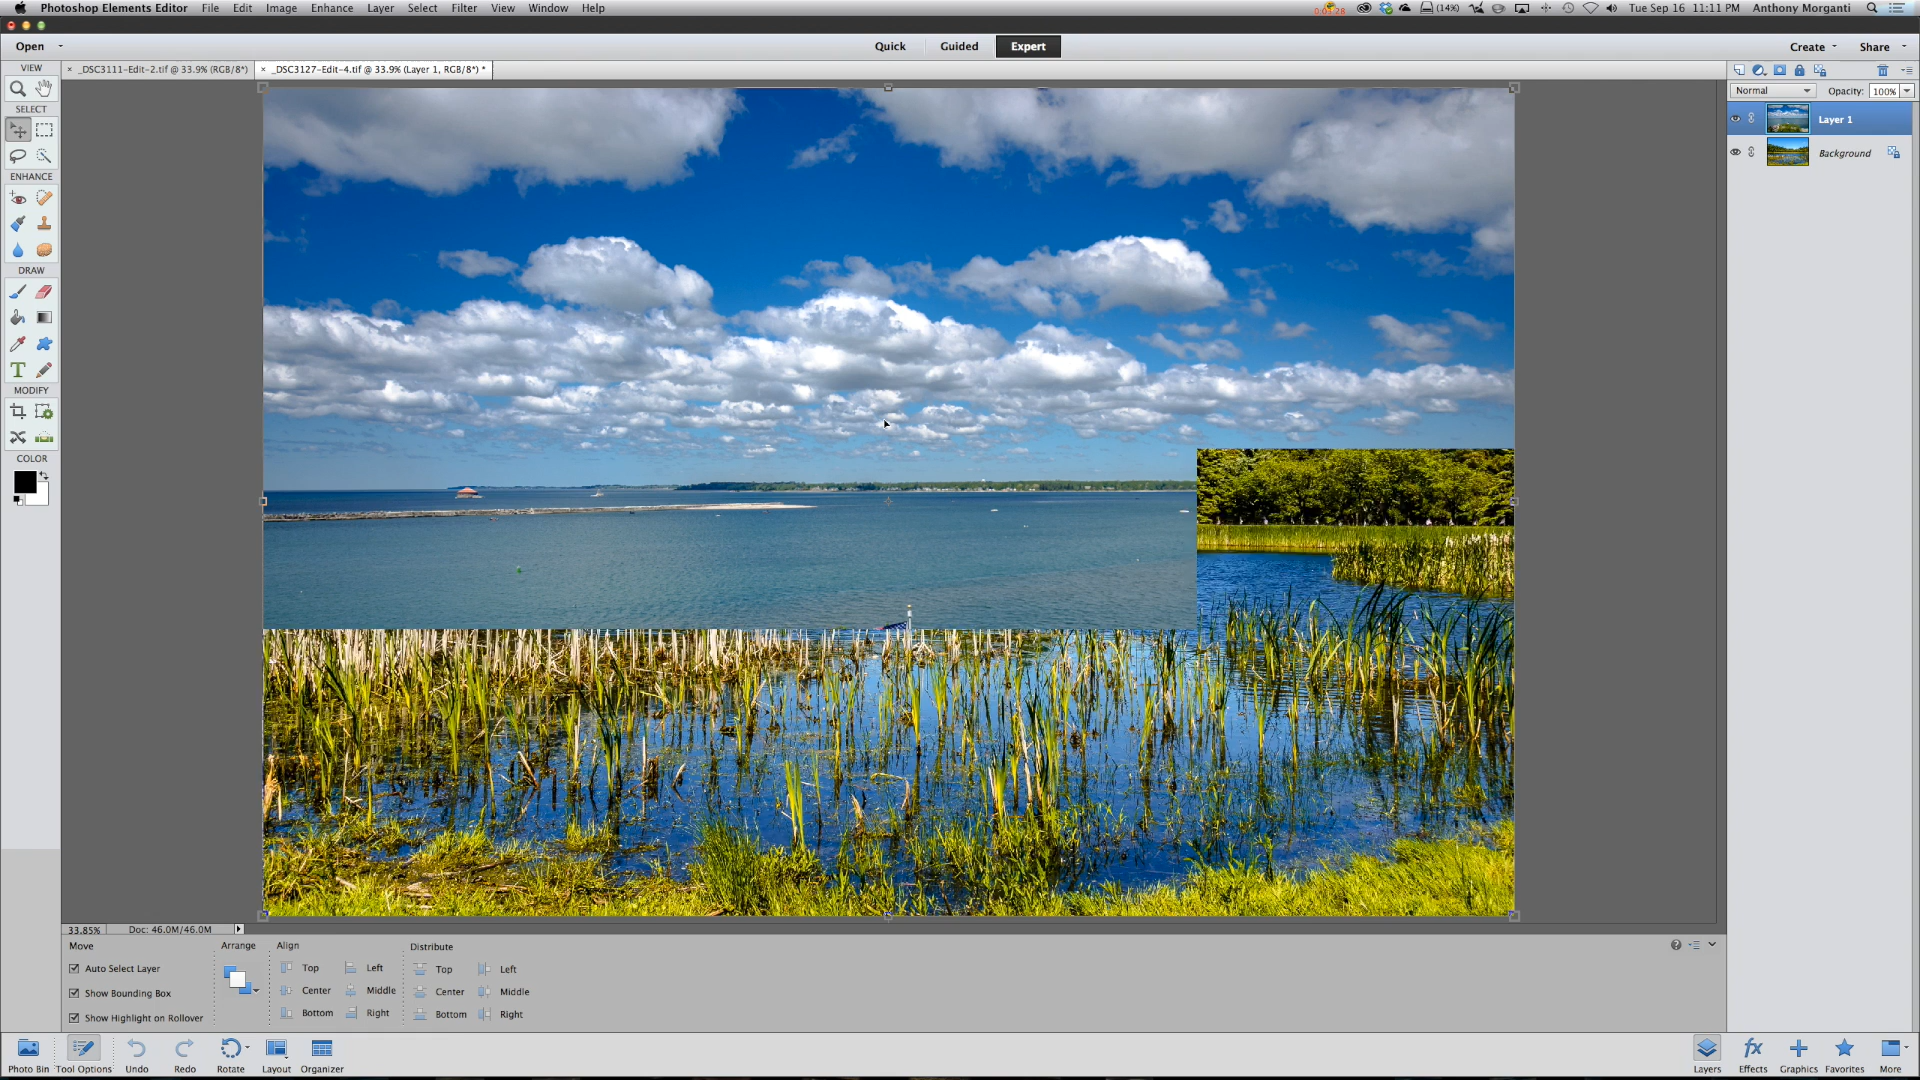 Photoshop Elements Editor File Edit Image Enhance Layer Select Filter View Window Help (14%) Tue Sep 16 11:11 PM Anthony Morganti
Open Quick Guided Expert Create Share
VIEW × _DSC3111-Edit-2.tif @ 33.9% (RGB/8*) × _DSC3127-Edit-4.tif @ 33.9% (Layer 1, RGB/8*) *
Normal Opacity: 100%
SELECT
Layer 1
Background
ENHANCE
DRAW
T
MODIFY
COLOR
33.85% Doc: 46.0M/46.0M
Move Arrange Align Distribute
Auto Select Layer Top Left Top Left
Show Bounding Box Center Middle Center Middle
Show Highlight on Rollover Bottom Right Bottom Right
fx
Photo Bin Tool Options Undo Redo Rotate Layout Organizer Layers Effects Graphics Favorites More